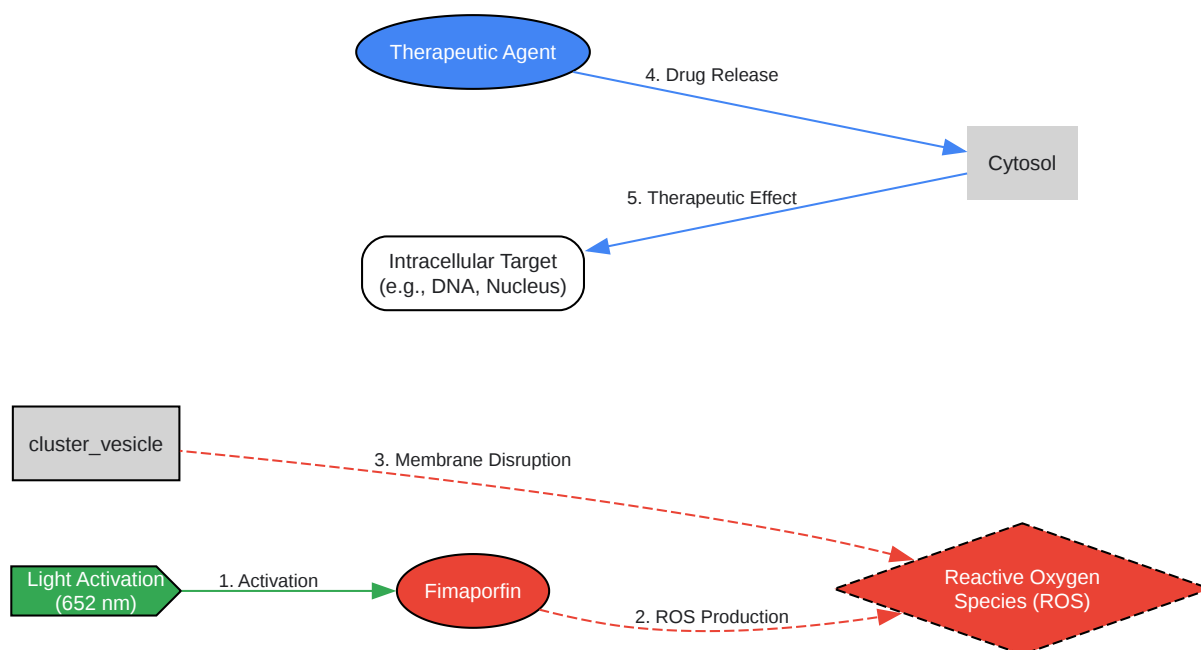 Therapeutic Agent
4. Drug Release
Cytosol
5. Therapeutic Effect
Intracellular Target
(e.g., DNA, Nucleus)
cluster_vesicle
3. Membrane Disruption
Light Activation
(652 nm)
1. Activation
Fimaporfin
2. ROS Production
Reactive Oxygen
Species (ROS)